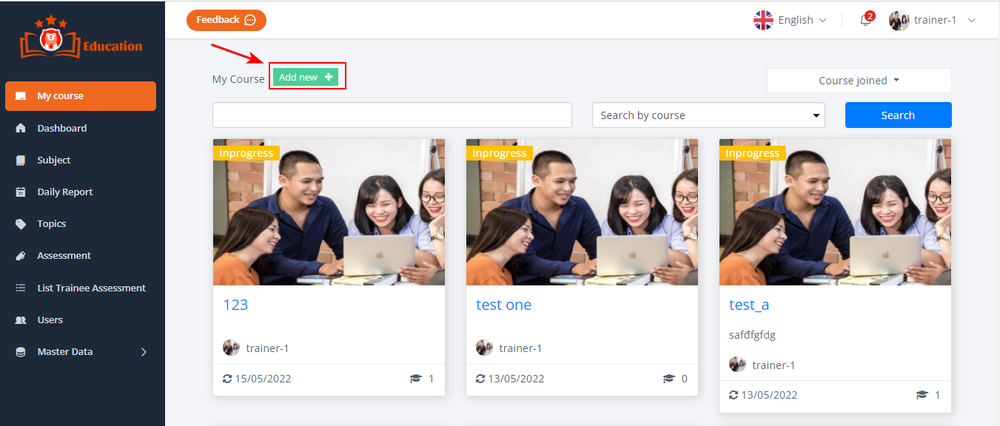 Education
Feedback
English
2
trainer-1
My course
Dashboard
Subject
Daily Report
Topics
Assessment
List Trainee Assessment
Users
Master Data
My Course
Add new
Course joined
Search by course
Search
Inprogress
123
trainer-1
15/05/2022
1
Inprogress
test one
trainer-1
13/05/2022
0
Inprogress
test_a
safđfgfdg
trainer-1
13/05/2022
1